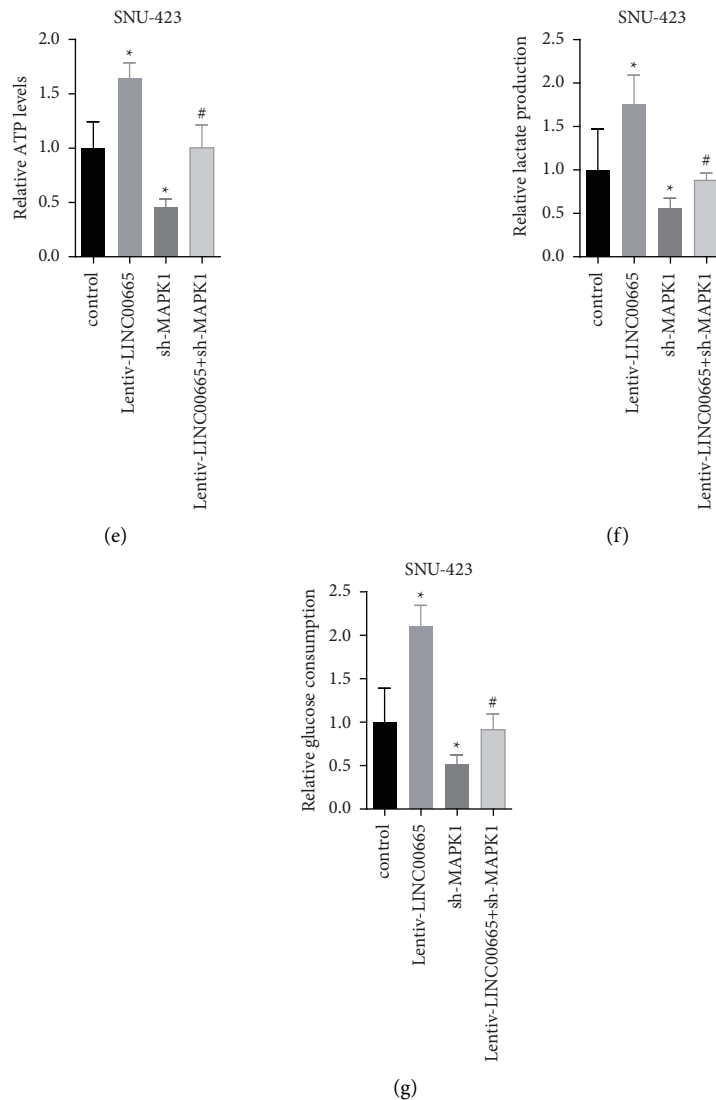 SNU-423
Relative ATP levels
2.0
1.5
1.0
0.5
0.0
*
*
#
control
Lentiv-LINC00665
sh-MAPK1
Lentiv-LINC00665+sh-MAPK1
(e)
SNU-423
Relative lactate production
2.5
2.0
1.5
1.0
0.5
0.0
*
*
#
control
Lentiv-LINC00665
sh-MAPK1
Lentiv-LINC00665+sh-MAPK1
(f)
SNU-423
Relative glucose consumption
2.5
2.0
1.5
1.0
0.5
0.0
*
*
#
control
Lentiv-LINC00665
sh-MAPK1
Lentiv-LINC00665+sh-MAPK1
(g)